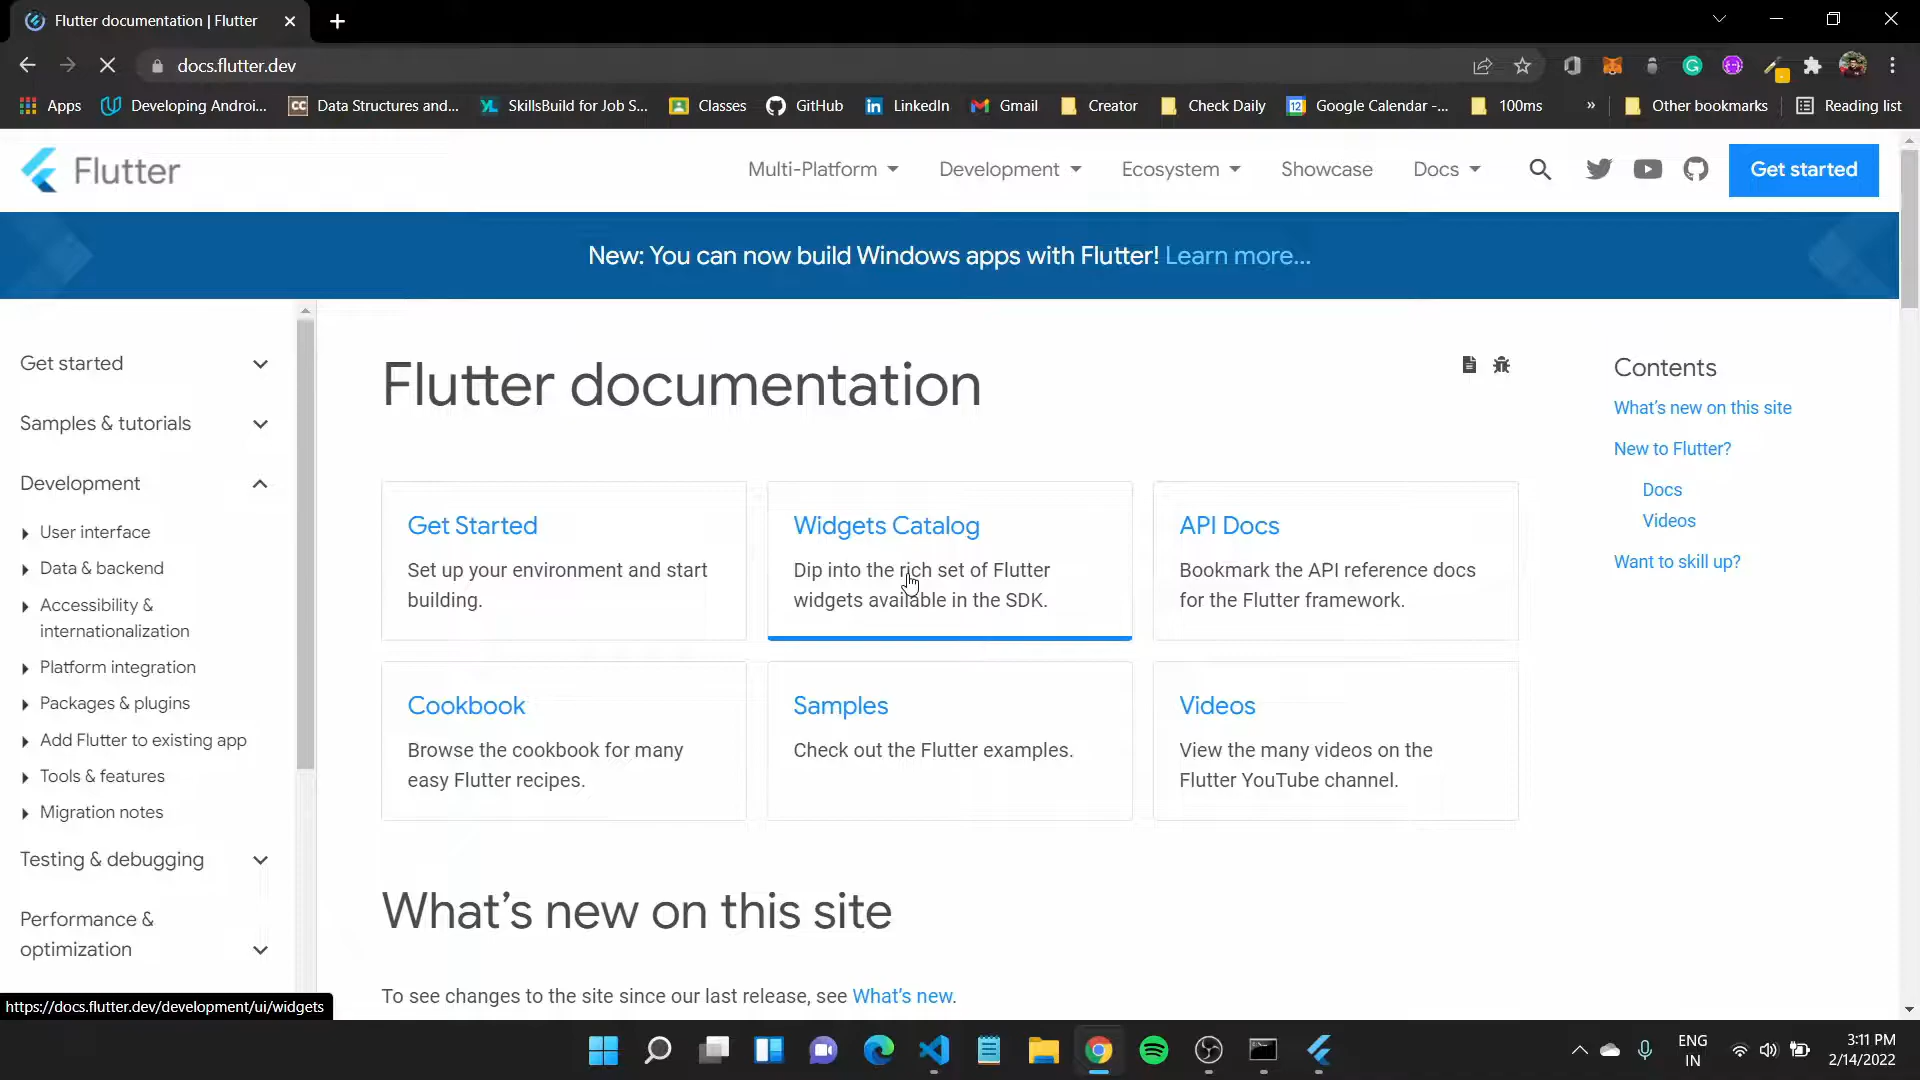 Flutter documentation | Flutter
docs.flutter.dev
Apps
Developing Androi...
CC
Data Structures and...
YL
SkillsBuild for Job S...
Classes
GitHub
LinkedIn
Gmail
Creator
Check Daily
12
Google Calendar -...
100ms
»
Other bookmarks
Reading list
Flutter
Multi-Platform
Development
Ecosystem
Showcase
Docs
Get started
New: You can now build Windows apps with Flutter! Learn more...
Get started
Samples & tutorials
Development
User interface
Data & backend
Accessibility &
internationalization
Platform integration
Packages & plugins
Add Flutter to existing app
Tools & features
Migration notes
Testing & debugging
Performance &
optimization
https://docs.flutter.dev/development/ui/widgets
Flutter documentation
Get Started
Set up your environment and start
building.
Widgets Catalog
Dip into the rich set of Flutter
widgets available in the SDK.
API Docs
Bookmark the API reference docs
for the Flutter framework.
Cookbook
Browse the cookbook for many
easy Flutter recipes.
Samples
Check out the Flutter examples.
Videos
View the many videos on the
Flutter YouTube channel.
What’s new on this site
To see changes to the site since our last release, see What’s new.
Contents
What’s new on this site
New to Flutter?
Docs
Videos
Want to skill up?
ENG
IN
3:11 PM
2/14/2022